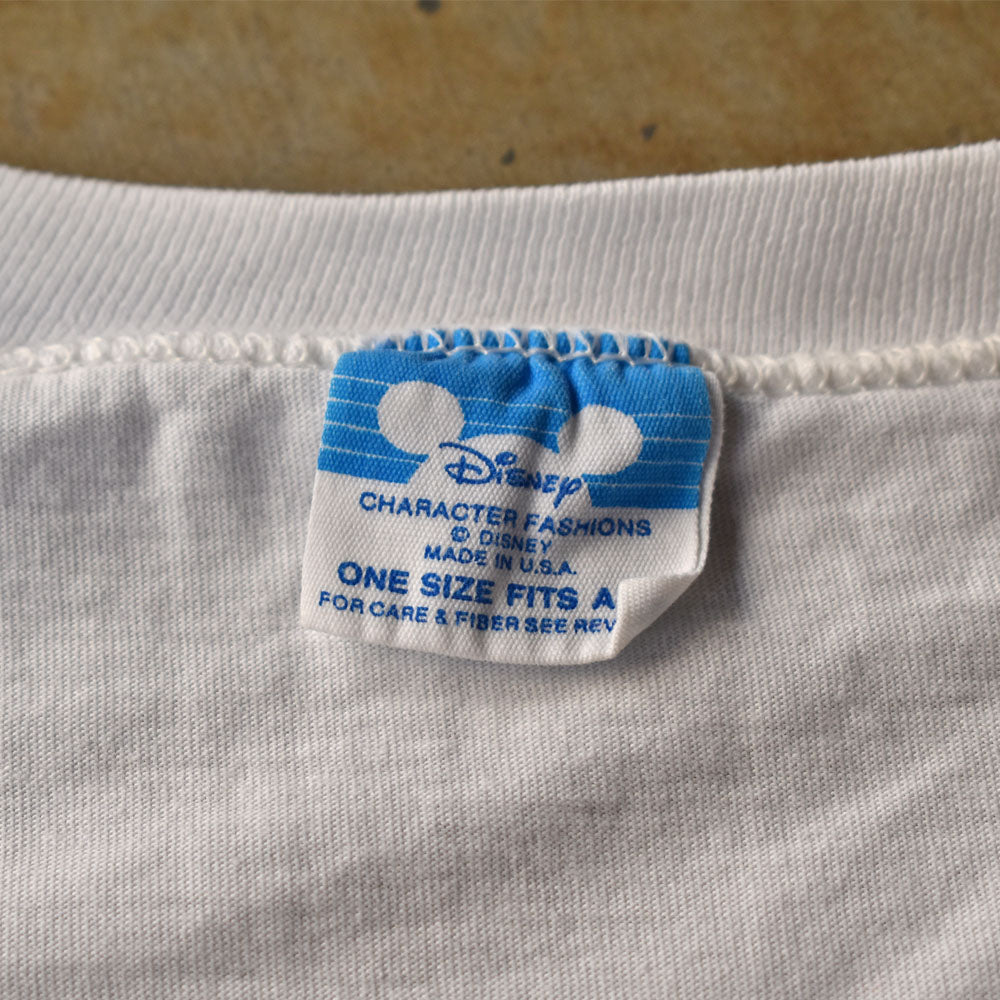 Disney
CHARACTER FASHIONS
© DISNEY
MADE IN U.S.A.
ONE SIZE FITS A
FOR CARE & FIBER SEE REV